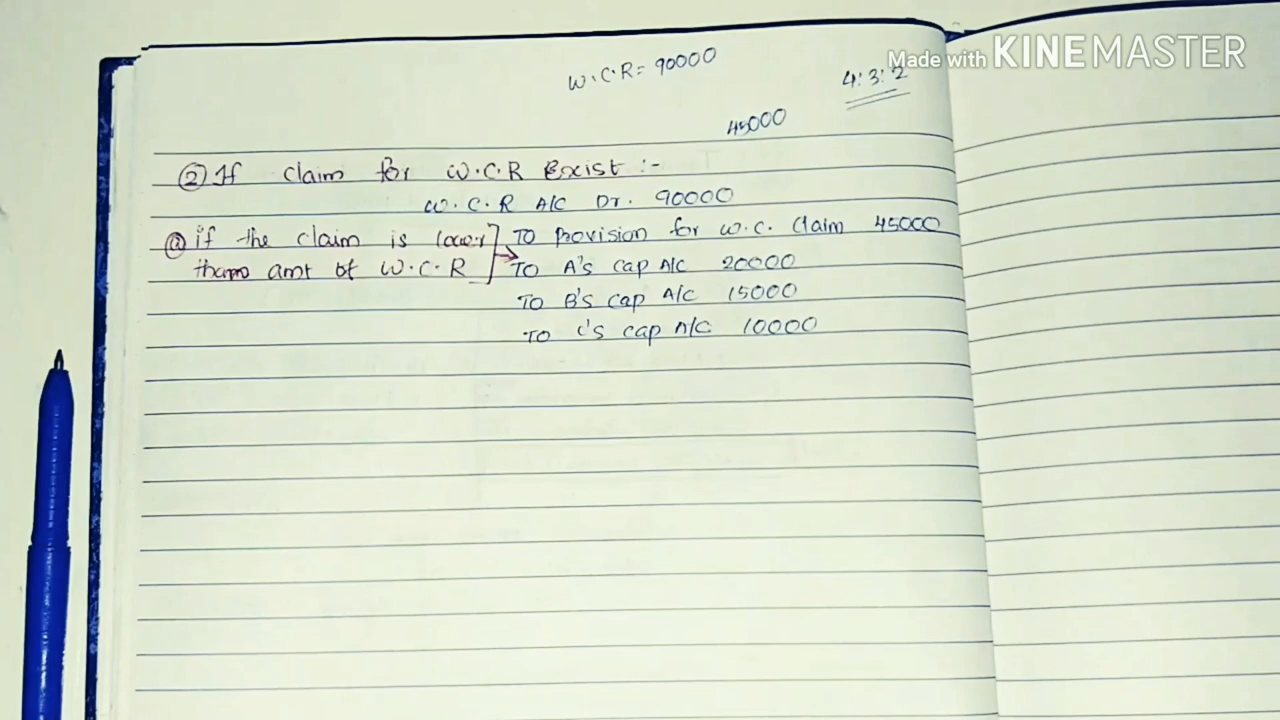 Made with KINEMASTER
W.C.R = 90000
4:3:2
45000
② If claim for W.C.R Exist :-
W.C.R A/C Dr. 90000
ⓐ if the claim is lower To provision for W.C. Claim 45000
than amt of W.C.R To A's cap A/C 20000
To B's cap A/C 15000
To C's cap A/C 10000